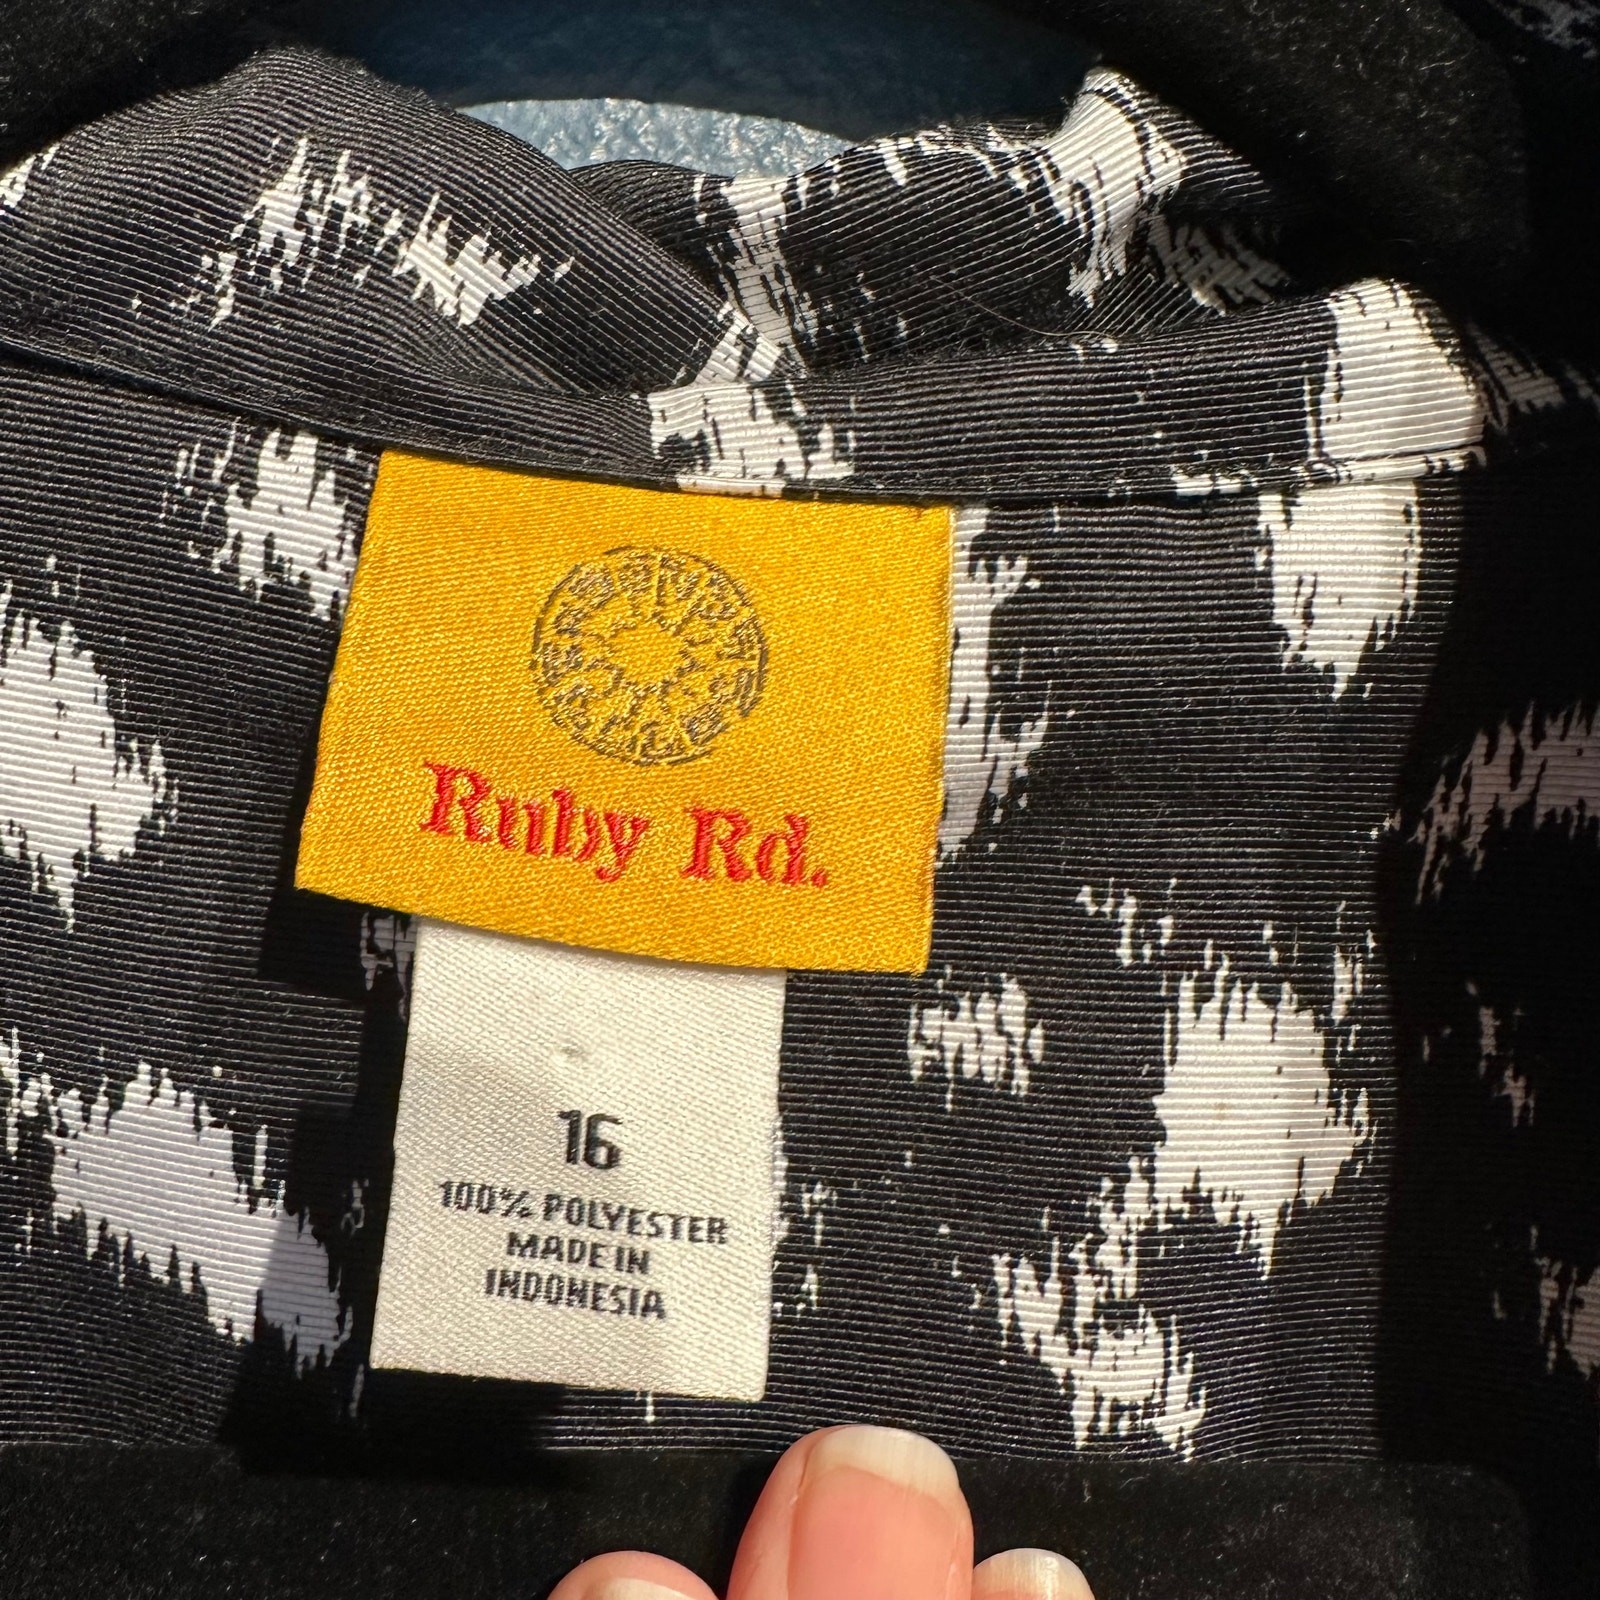 Ruby Rd.
16
100% POLYESTER
MADE IN
INDONESIA